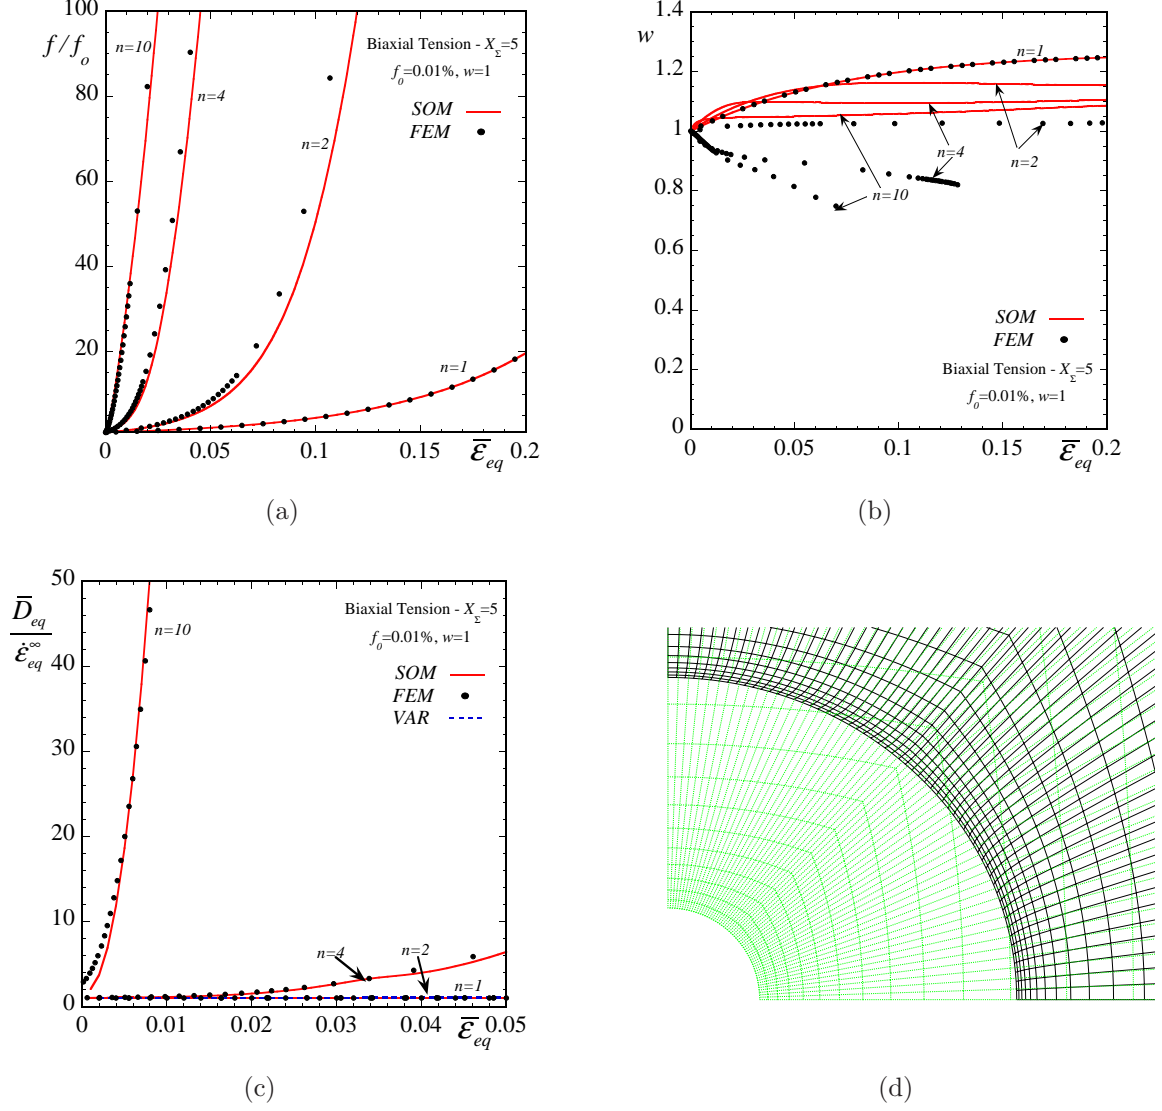 100
80
60
40
20
0
0.05
0.1
0.15
0.2
f/f_o
ε̅_eq
n=10
n=4
n=2
n=1
Biaxial Tension - X_Σ=5
f_0=0.01%, w=1
SOM
FEM
(a)
1.4
1.2
1
0.8
0.6
0.4
0.2
0
0
0.05
0.1
0.15
0.2
w
ε̅_eq
n=1
n=2
n=4
n=10
SOM
FEM
Biaxial Tension - X_Σ=5
f_0=0.01%, w=1
(b)
50
40
30
20
10
0
0
0.01
0.02
0.03
0.04
0.05
D̅_eq
ε̇_eq^∞
ε̅_eq
n=10
n=4
n=2
n=1
Biaxial Tension - X_Σ=5
f_0=0.01%, w=1
SOM
FEM
VAR
(c)
(d)